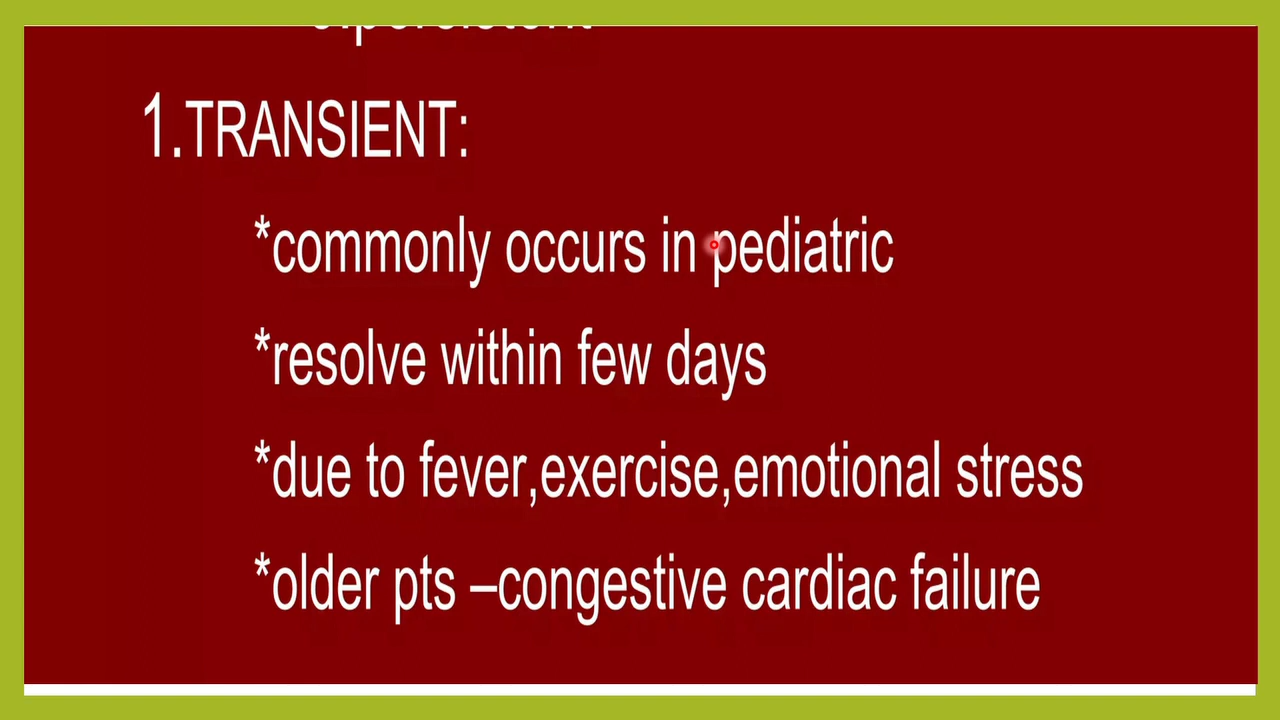 1.TRANSIENT:
*commonly occurs in pediatric
*resolve within few days
*due to fever,exercise,emotional stress
*older pts –congestive cardiac failure